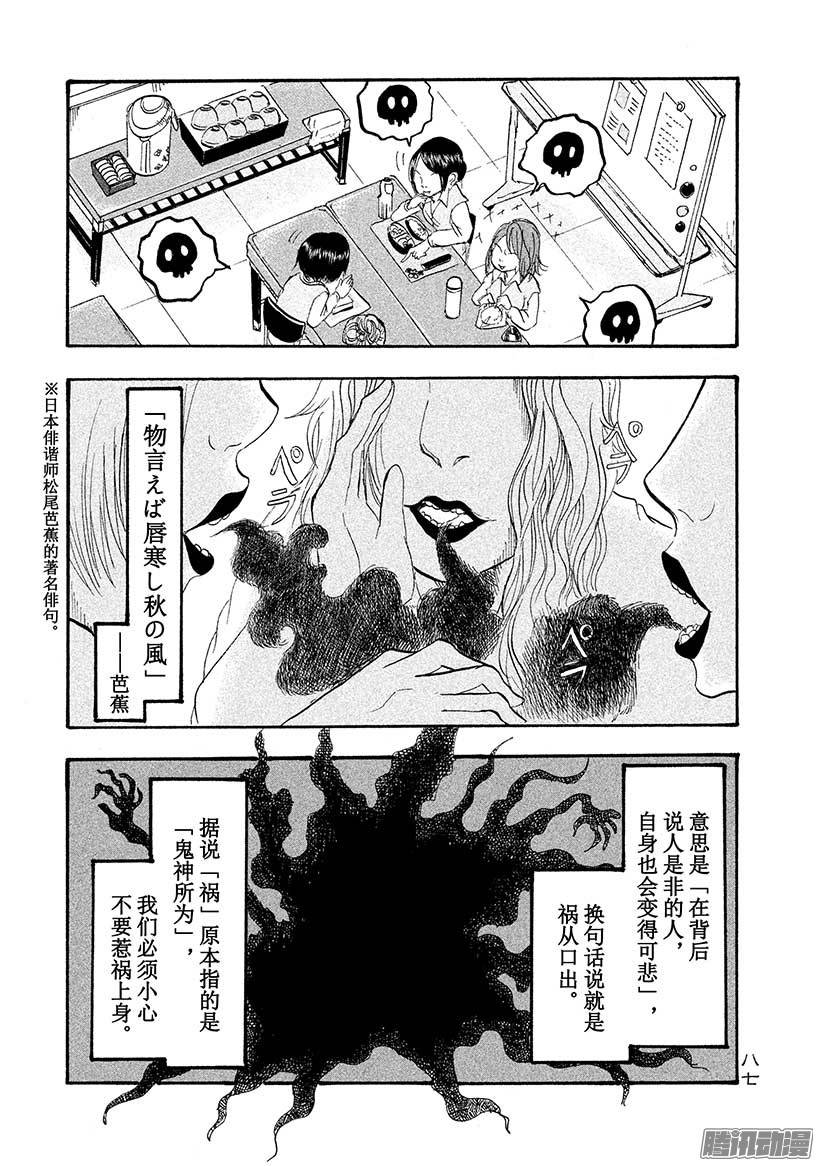 「物言えば唇寒し秋の風」
——芭蕉
ペラ
ペラ
ペラ
※日本俳谐师松尾芭蕉的著名俳句。
意思是「在背后
说人是非的人，
自身也会变得可悲」，
换句话说就是
祸从口出。
据说「祸」原本指的是
「鬼神所为」，
我们必须小心
不要惹祸上身。
八七
腾讯动漫